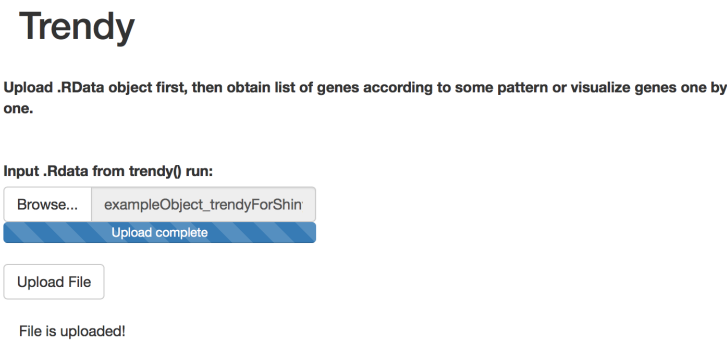 Trendy
Upload .RData object first, then obtain list of genes according to some pattern or visualize genes one by
one.
Input .Rdata from trendy() run:
Browse... exampleObject_trendyForShin
Upload complete
Upload File
File is uploaded!